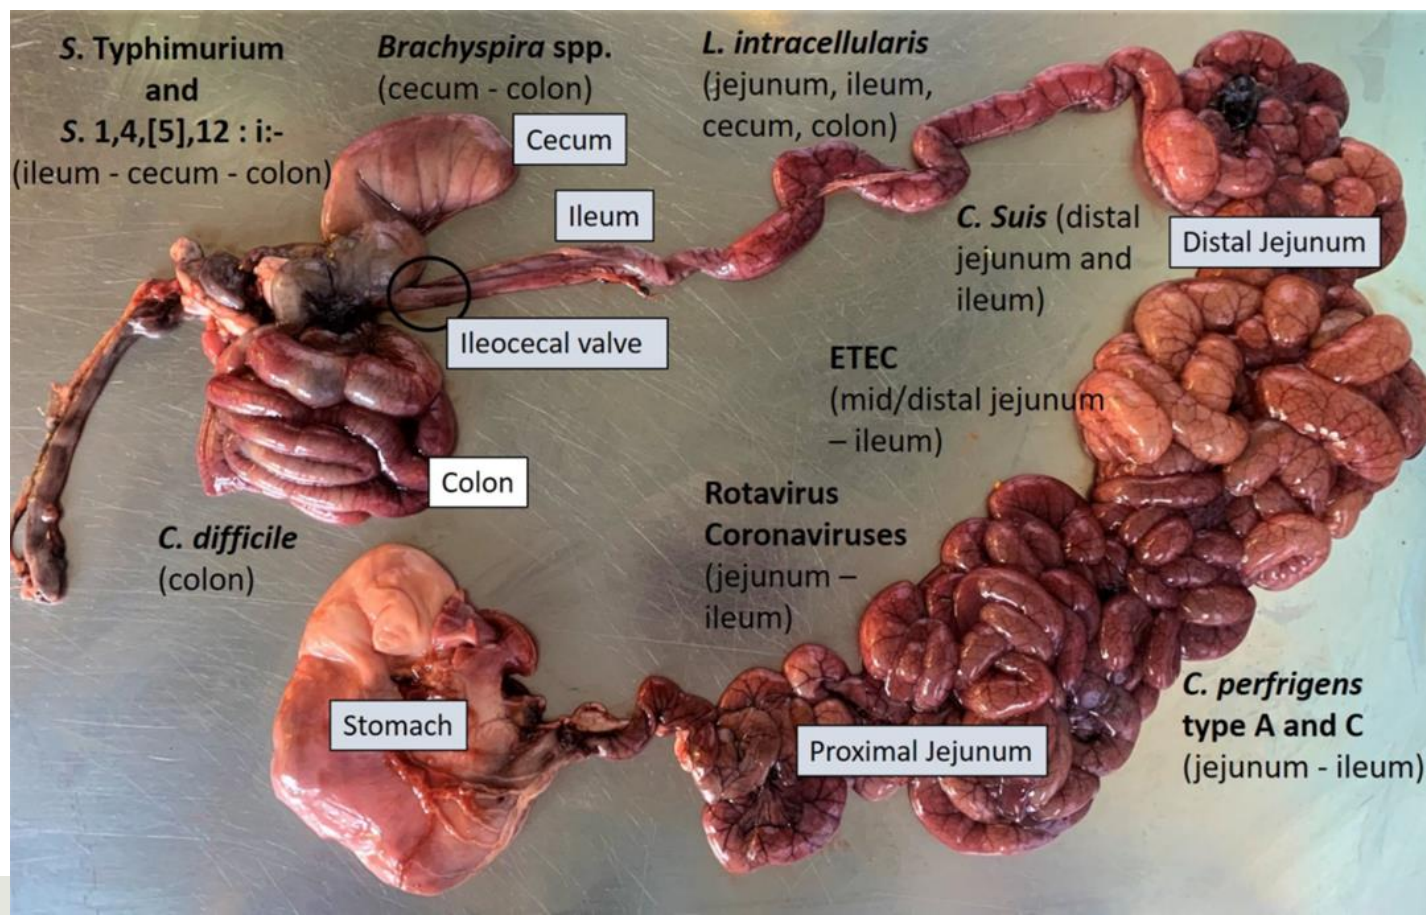 S. Typhimurium
and
S. 1,4,[5],12 : i:-
(ileum - cecum - colon)
Brachyspira spp.
(cecum - colon)
Cecum
L. intracellularis
(jejunum, ileum,
cecum, colon)
Ileum
C. Suis (distal
jejunum and
ileum)
Distal Jejunum
Ileocecal valve
ETEC
(mid/distal jejunum
– ileum)
Colon
Rotavirus
Coronaviruses
(jejunum –
ileum)
C. difficile
(colon)
Stomach
Proximal Jejunum
C. perfrigens
type A and C
(jejunum - ileum)